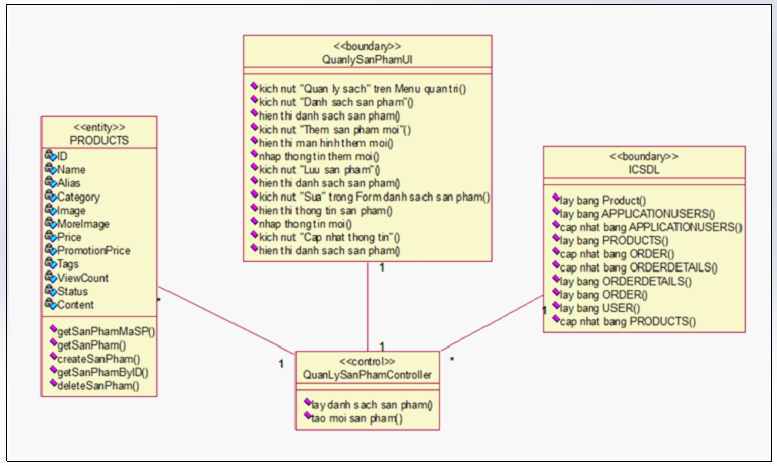 <<boundary>>
QuanlySanPhamUI
kich nut "Quan ly sach" tren Menu quan tri()
kich nut "Danh sach san pham"()
hien thi danh sach san pham()
kich nut "Them san pham moi"()
hien thi man hinh them moi()
nhap thong tin them moi()
kich nut "Luu san pham"()
hien thi danh sach san pham()
kich nut "Sua" trong Form danh sach san pham()
hien thi thong tin san pham()
nhap thong tin moi()
kich nut "Cap nhat thong tin"()
hien thi danh sach san pham()
<<entity>>
PRODUCTS
ID
Name
Alias
Category
Image
MoreImage
Price
PromotionPrice
Tags
ViewCount
Status
Content
getSanPhamMaSP()
getSanPham()
createSanPham()
getSanPhamByID()
deleteSanPham()
<<boundary>>
ICSDL
lay bang Product()
lay bang APPLICATIONUSERS()
cap nhat bang APPLICATIONUSERS()
lay bang PRODUCTS()
cap nhat bang ORDER()
cap nhat bang ORDERDETAILS()
lay bang ORDERDETAILS()
lay bang ORDER()
lay bang USER()
cap nhat bang PRODUCTS()
1
*
1
1
1
*
<<control>>
QuanLySanPhamController
lay danh sach san pham()
tao moi san pham()